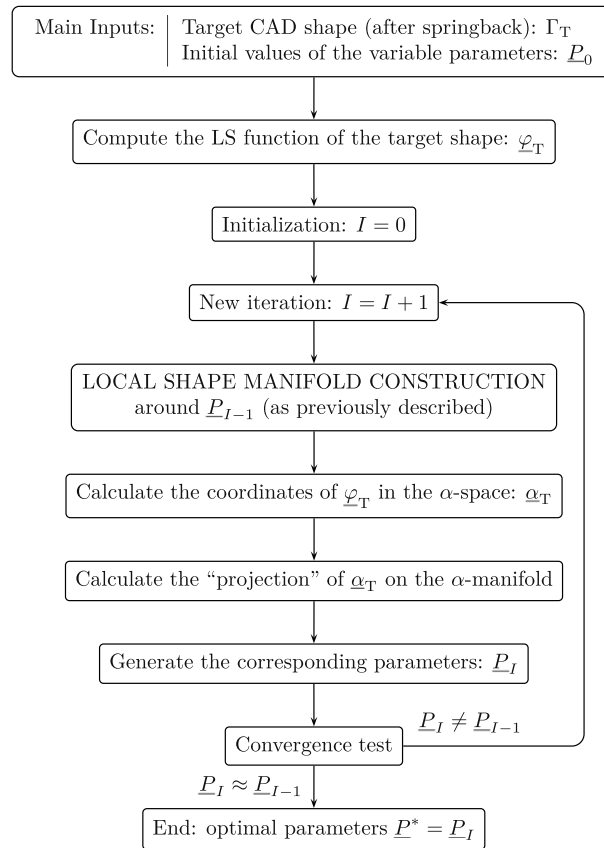 Main Inputs: Target CAD shape (after springback): Γ_T
Initial values of the variable parameters: P_0
Compute the LS function of the target shape: φ_T
Initialization: I = 0
New iteration: I = I + 1
LOCAL SHAPE MANIFOLD CONSTRUCTION
around P_{I−1} (as previously described)
Calculate the coordinates of φ_T in the α-space: α_T
Calculate the “projection” of α_T on the α-manifold
Generate the corresponding parameters: P_I
P_I ≠ P_{I−1}
Convergence test
P_I ≈ P_{I−1}
End: optimal parameters P* = P_I